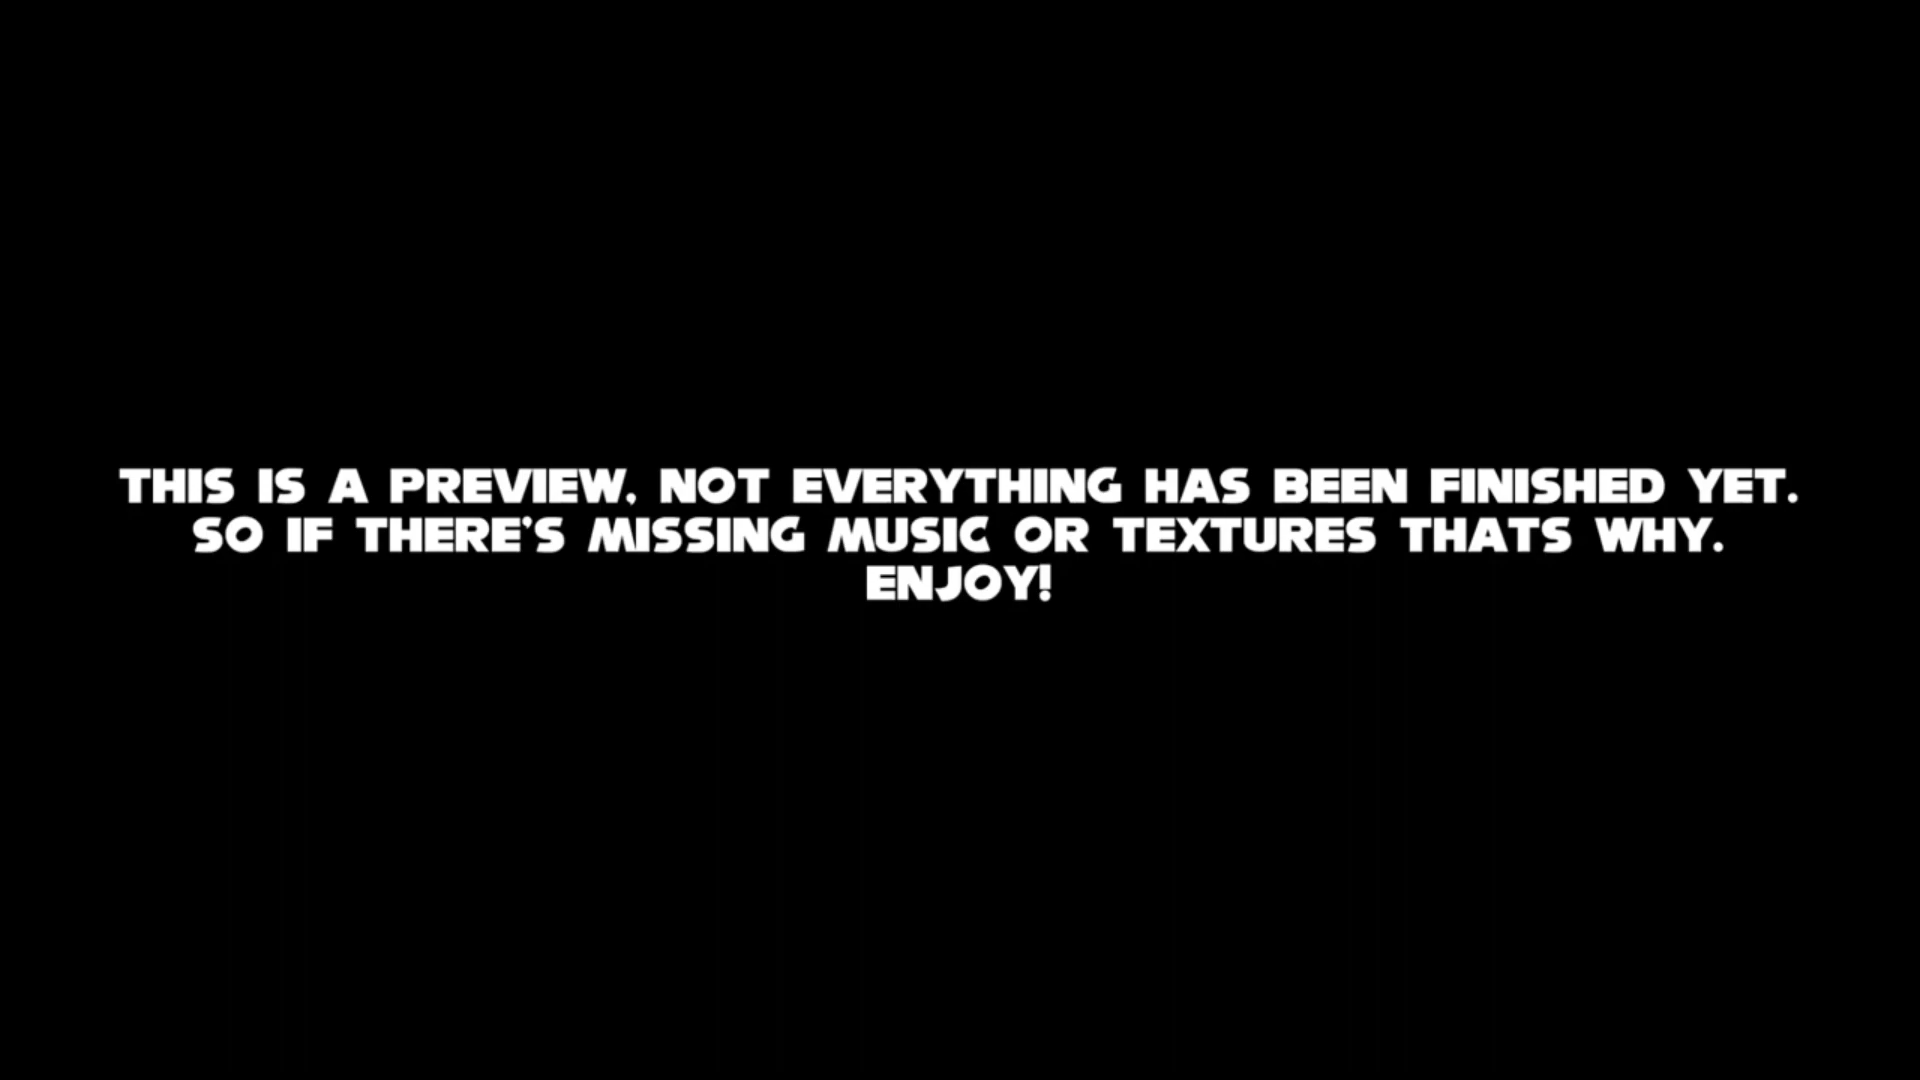 THIS IS A PREVIEW, NOT EVERYTHING HAS BEEN FINISHED YET.
SO IF THERE'S MISSING MUSIC OR TEXTURES THATS WHY.
ENJOY!